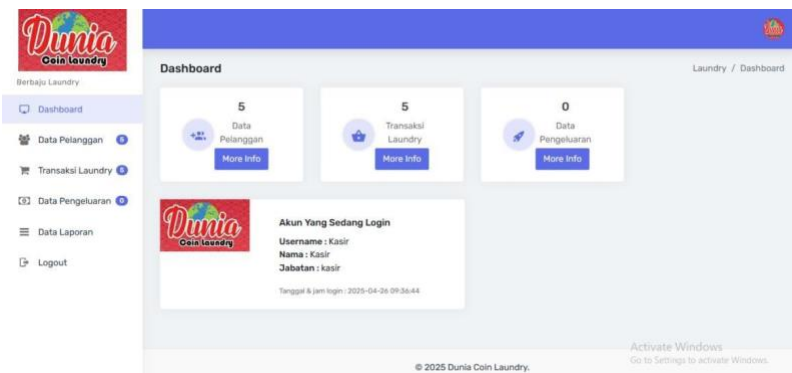 Dunia
Coin laundry
Berbaju Laundry
Dashboard
Data Pelanggan 5
Transaksi Laundry 5
Data Pengeluaran 0
Data Laporan
Logout
Dashboard
Laundry / Dashboard
5
Data
Pelanggan
More Info
5
Transaksi
Laundry
More Info
0
Data
Pengeluaran
More Info
Dunia
Coin laundry
Akun Yang Sedang Login
Username : Kasir
Nama : Kasir
Jabatan : kasir
Tanggal & jam login : 2025-04-26 09:36:44
Activate Windows
Go to Settings to activate Windows.
© 2025 Dunia Coin Laundry.